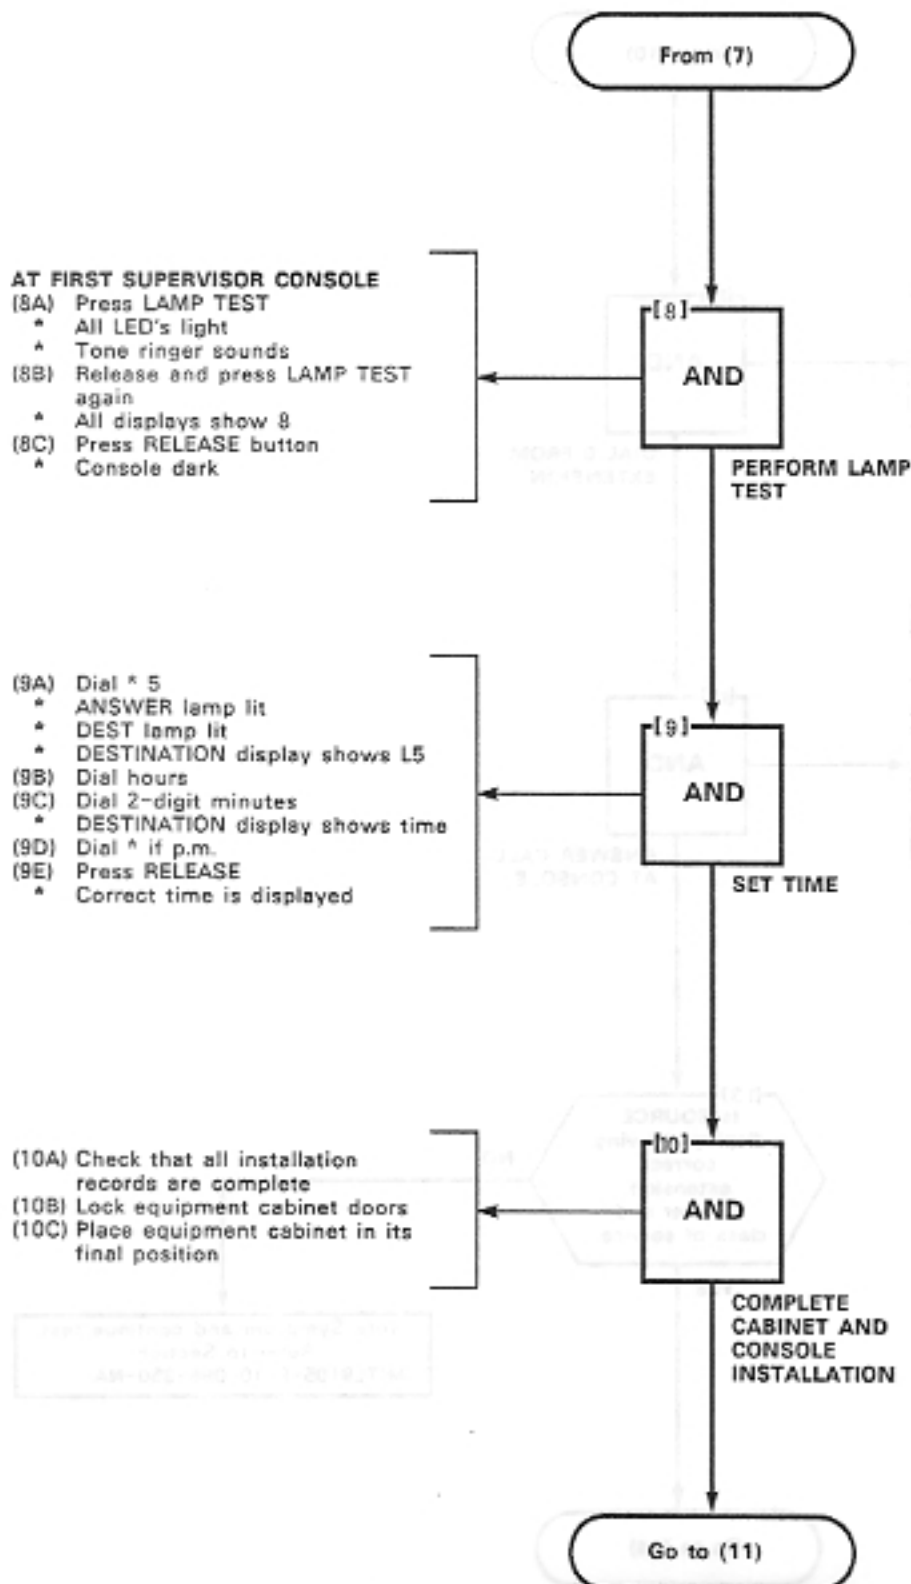 From (7)
AT FIRST SUPERVISOR CONSOLE
(8A) Press LAMP TEST
* All LED's light
* Tone ringer sounds
(8B) Release and press LAMP TEST
again
* All displays show 8
(8C) Press RELEASE button
* Console dark
[8]
AND
PERFORM LAMP
TEST
(9A) Dial * 5
* ANSWER lamp lit
* DEST lamp lit
* DESTINATION display shows L5
(9B) Dial hours
(9C) Dial 2-digit minutes
* DESTINATION display shows time
(9D) Dial * if p.m.
(9E) Press RELEASE
* Correct time is displayed
[9]
AND
SET TIME
(10A) Check that all installation
records are complete
(10B) Lock equipment cabinet doors
(10C) Place equipment cabinet in its
final position
[10]
AND
COMPLETE
CABINET AND
CONSOLE
INSTALLATION
Go to (11)